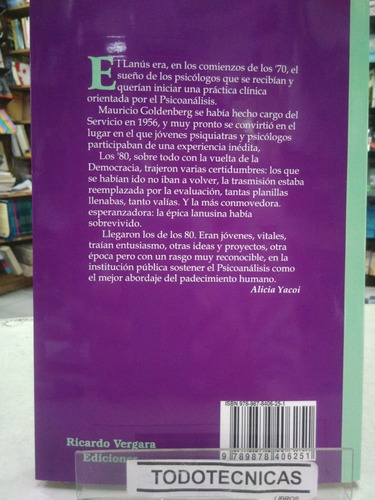 El Lanús era, en los comienzos de los '70, el
sueño de los psicólogos que se recibían y
querían iniciar una práctica clínica
orientada por el Psicoanálisis.
Mauricio Goldenberg se había hecho cargo del
Servicio en 1956, y muy pronto se convirtió en el
lugar en el que jóvenes psiquiatras y psicólogos
participaban de una experiencia inédita,
Los '80, sobre todo con la vuelta de la
Democracia, trajeron varias certidumbres: los que
se habían ido no iban a volver, la trasmisión estaba
reemplazada por la evaluación, tantas planillas
llenabas, tanto valías. Y la más conmovedora.
esperanzadora: la épica lanusina había
sobrevivido.
Llegaron los de los 80. Eran jóvenes, vitales,
traían entusiasmo, otras ideas y proyectos, otra
época pero con un rasgo muy reconocible, en la
institución pública sostener el Psicoanálisis como
el mejor abordaje del padecimiento humano.
Alicia Yacoi
ISBN 978-987-8406-25-1
Ricardo Vergara
Ediciones
9 789878 406251
TODOTECNICAS
LIBROS